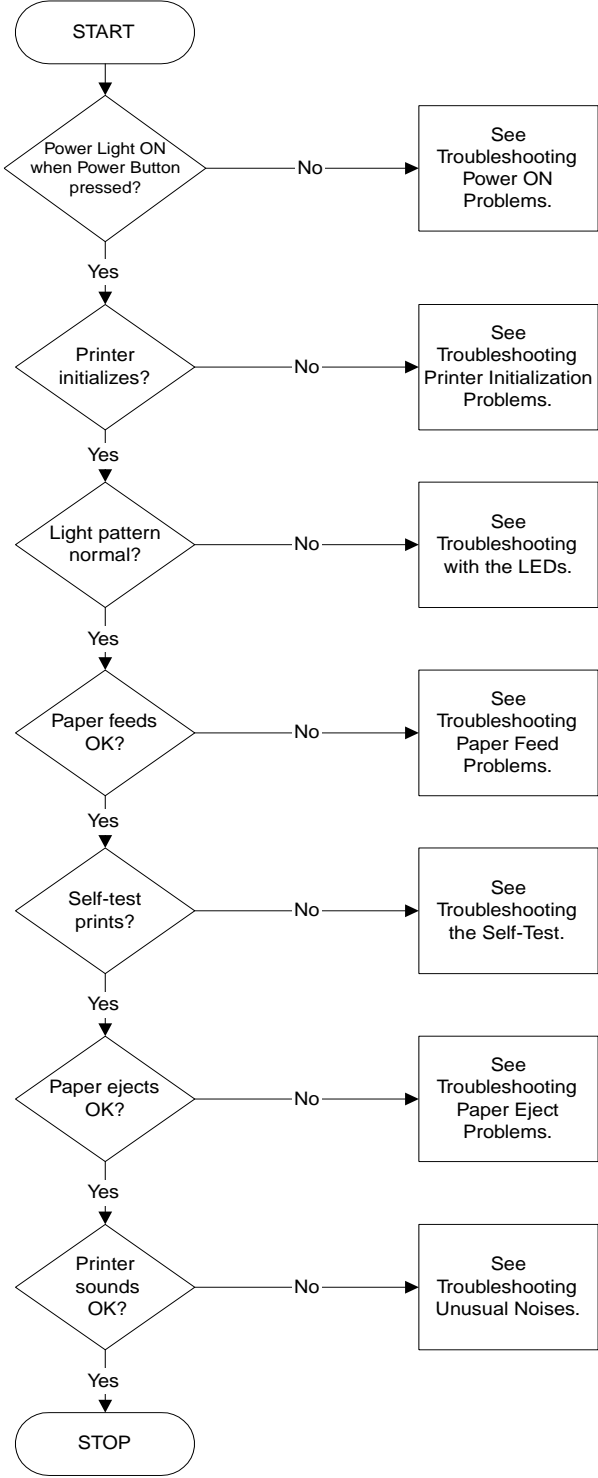 START
Power Light ON
when Power Button
pressed?
No
See
Troubleshooting
Power ON
Problems.
Yes
Printer
initializes?
No
See
Troubleshooting
Printer Initialization
Problems.
Yes
Light pattern
normal?
No
See
Troubleshooting
with the LEDs.
Yes
Paper feeds
OK?
No
See
Troubleshooting
Paper Feed
Problems.
Yes
Self-test
prints?
No
See
Troubleshooting
the Self-Test.
Yes
Paper ejects
OK?
No
See
Troubleshooting
Paper Eject
Problems.
Yes
Printer
sounds
OK?
No
See
Troubleshooting
Unusual Noises.
Yes
STOP